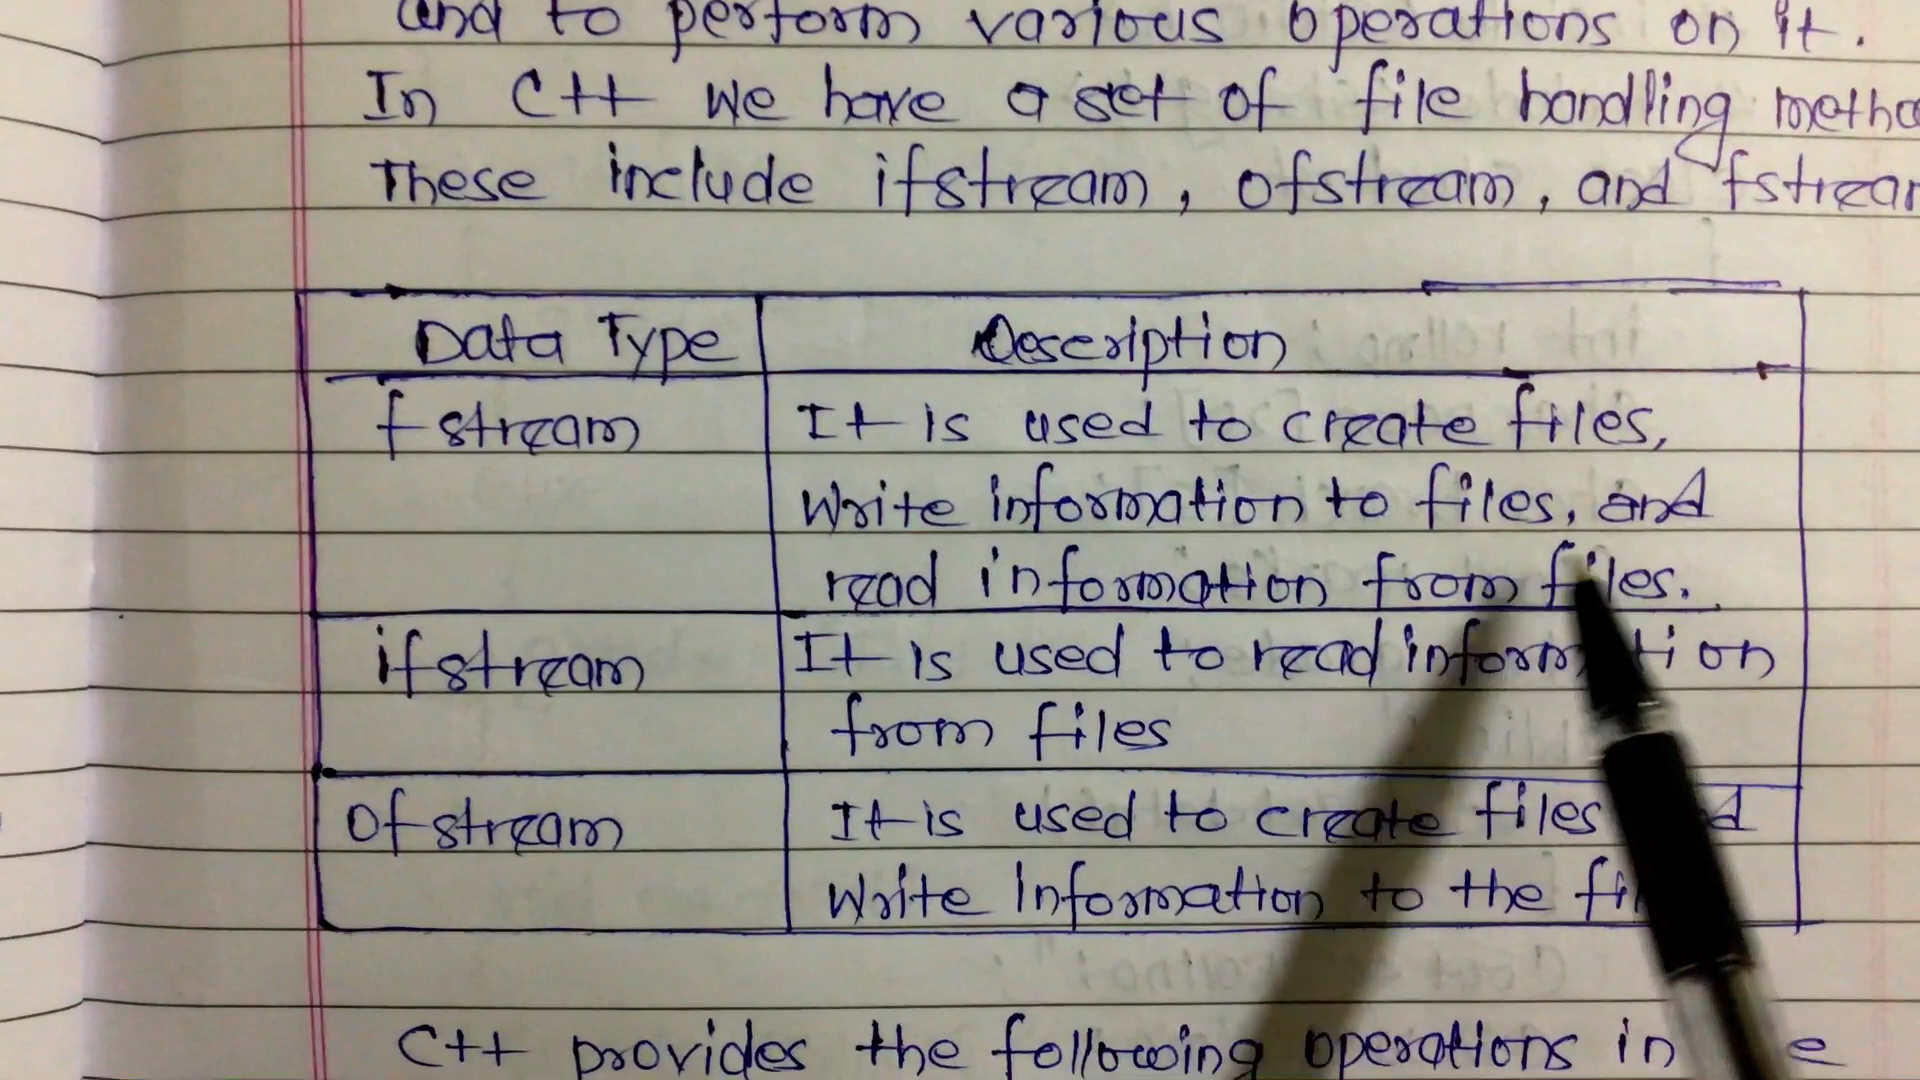 and to perform various operations on it.
In C++ we have a set of file handling
These include ifstream, ofstream, and
Data Type Description
fstream It is used to create files,
Write information to files, and
read information from files.
ifstream It is used to read information
from files
Ofstream It is used to create files
Write information to the
C++ provides the following operations in